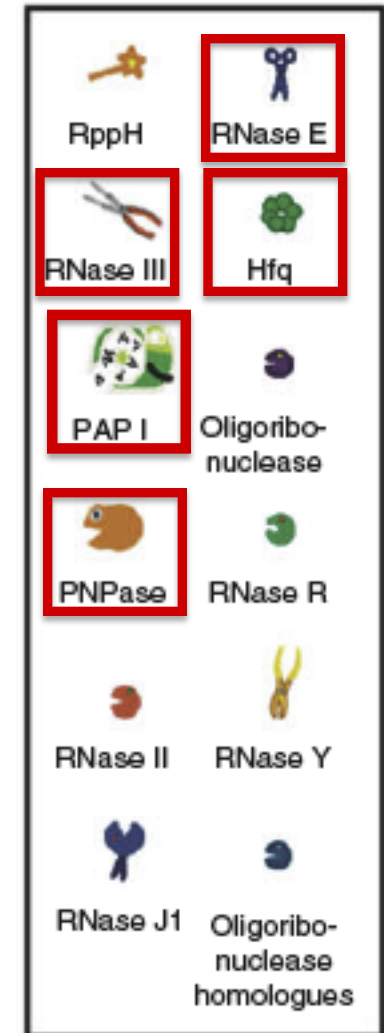 RppH
RNase E
RNase III
Hfq
PAP I
Oligoribo-
nuclease
PNPase
RNase R
RNase II
RNase Y
RNase J1
Oligoribo-
nuclease
homologues